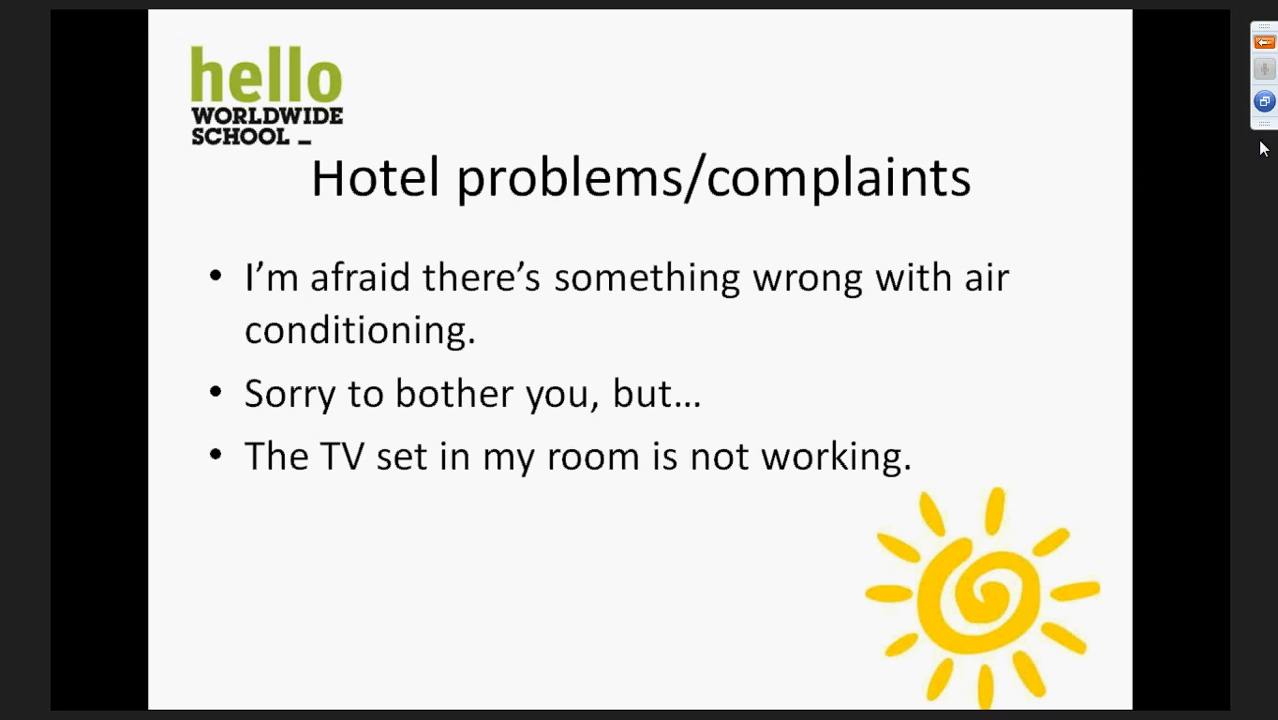 hello
WORLDWIDE
SCHOOL _
Hotel problems/complaints
• I’m afraid there’s something wrong with air
conditioning.
• Sorry to bother you, but…
• The TV set in my room is not working.